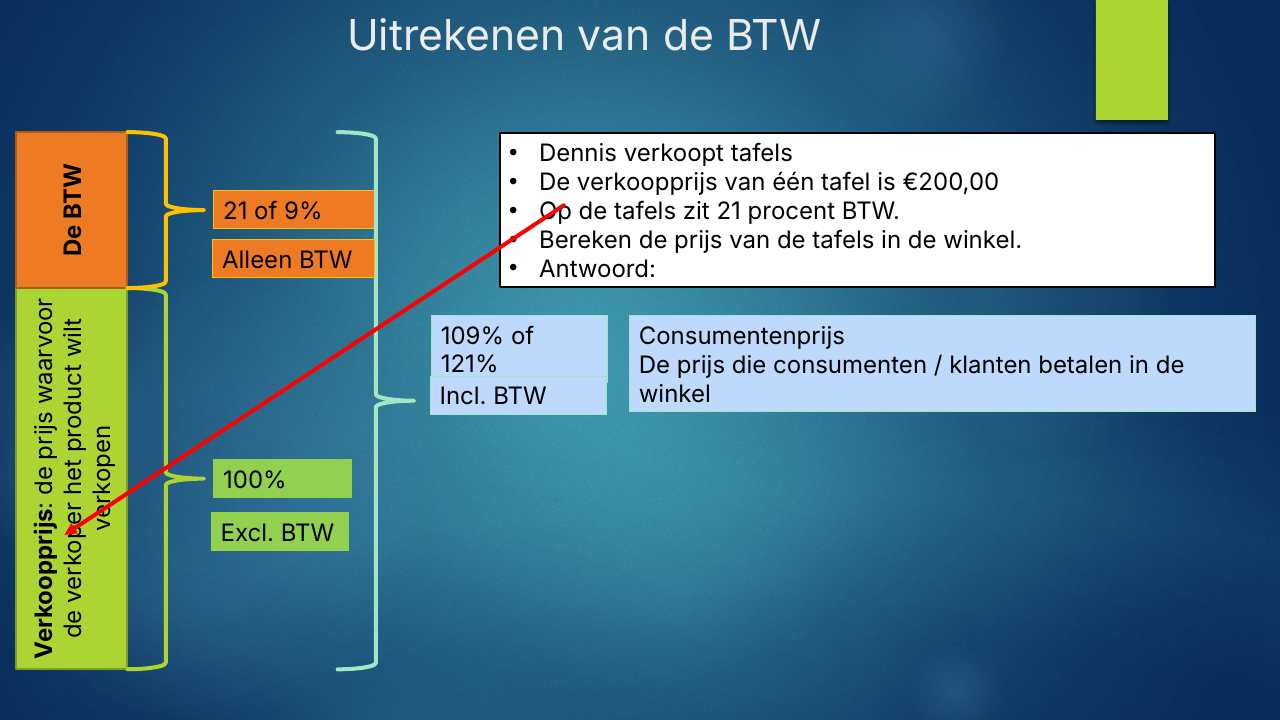 Uitrekenen van de BTW
De BTW
Verkoopprijs: de prijs waarvoor
de verkoper het product wilt
verkopen
21 of 9%
Alleen BTW
100%
Excl. BTW
• Dennis verkoopt tafels
• De verkoopprijs van één tafel is €200,00
• Op de tafels zit 21 procent BTW.
• Bereken de prijs van de tafels in de winkel.
• Antwoord:
109% of
121%
Incl. BTW
Consumentenprijs
De prijs die consumenten / klanten betalen in de
winkel